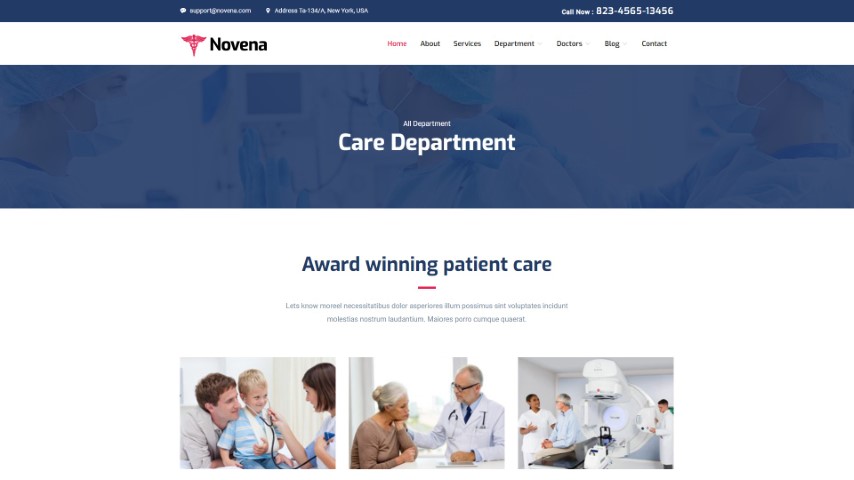 support@novena.com
Address Ta-134/A, New York, USA
Call Now : 823-4565-13456
Novena
Home About Services Department Doctors Blog Contact
All Department
Care Department
Award winning patient care
Lets know moreel necessitatibus dolor asperiores illum possimus sint voluptates incidunt
molestias nostrum laudantium. Maiores porro cumque quaerat.